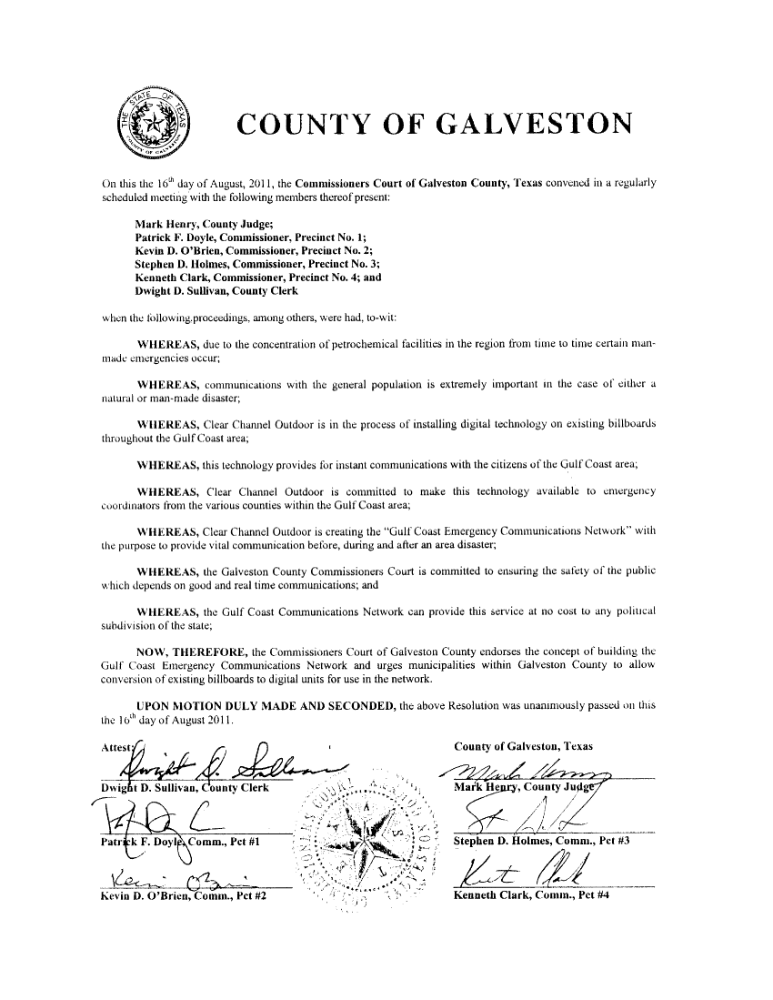 THE STATE OF TEXAS
COUNTY OF GALVESTON
COUNTY OF GALVESTON
On this the 16th day of August, 2011, the Commissioners Court of Galveston County, Texas convened in a regularly
scheduled meeting with the following members thereof present:
Mark Henry, County Judge;
Patrick F. Doyle, Commissioner, Precinct No. 1;
Kevin D. O'Brien, Commissioner, Precinct No. 2;
Stephen D. Holmes, Commissioner, Precinct No. 3;
Kenneth Clark, Commissioner, Precinct No. 4; and
Dwight D. Sullivan, County Clerk
when the following proceedings, among others, were had, to-wit:
WHEREAS, due to the concentration of petrochemical facilities in the region from time to time certain man-
made emergencies occur;
WHEREAS, communications with the general population is extremely important in the case of either a
natural or man-made disaster;
WHEREAS, Clear Channel Outdoor is in the process of installing digital technology on existing billboards
throughout the Gulf Coast area;
WHEREAS, this technology provides for instant communications with the citizens of the Gulf Coast area;
WHEREAS, Clear Channel Outdoor is committed to make this technology available to emergency
coordinators from the various counties within the Gulf Coast area;
WHEREAS, Clear Channel Outdoor is creating the "Gulf Coast Emergency Communications Network" with
the purpose to provide vital communication before, during and after an area disaster;
WHEREAS, the Galveston County Commissioners Court is committed to ensuring the safety of the public
which depends on good and real time communications; and
WHEREAS, the Gulf Coast Communications Network can provide this service at no cost to any political
subdivision of the state;
NOW, THEREFORE, the Commissioners Court of Galveston County endorses the concept of building the
Gulf Coast Emergency Communications Network and urges municipalities within Galveston County to allow
conversion of existing billboards to digital units for use in the network.
UPON MOTION DULY MADE AND SECONDED, the above Resolution was unanimously passed on this
the 16th day of August 2011.
Attest:
County of Galveston, Texas
Dwight D. Sullivan
Mark Henry
Dwight D. Sullivan, County Clerk
Mark Henry, County Judge
Patrick F. Doyle, Comm., Pct #1
Stephen D. Holmes, Comm., Pct #3
Kevin O'Brien
Kent Clark
Kevin D. O'Brien, Comm., Pct #2
Kenneth Clark, Comm., Pct #4